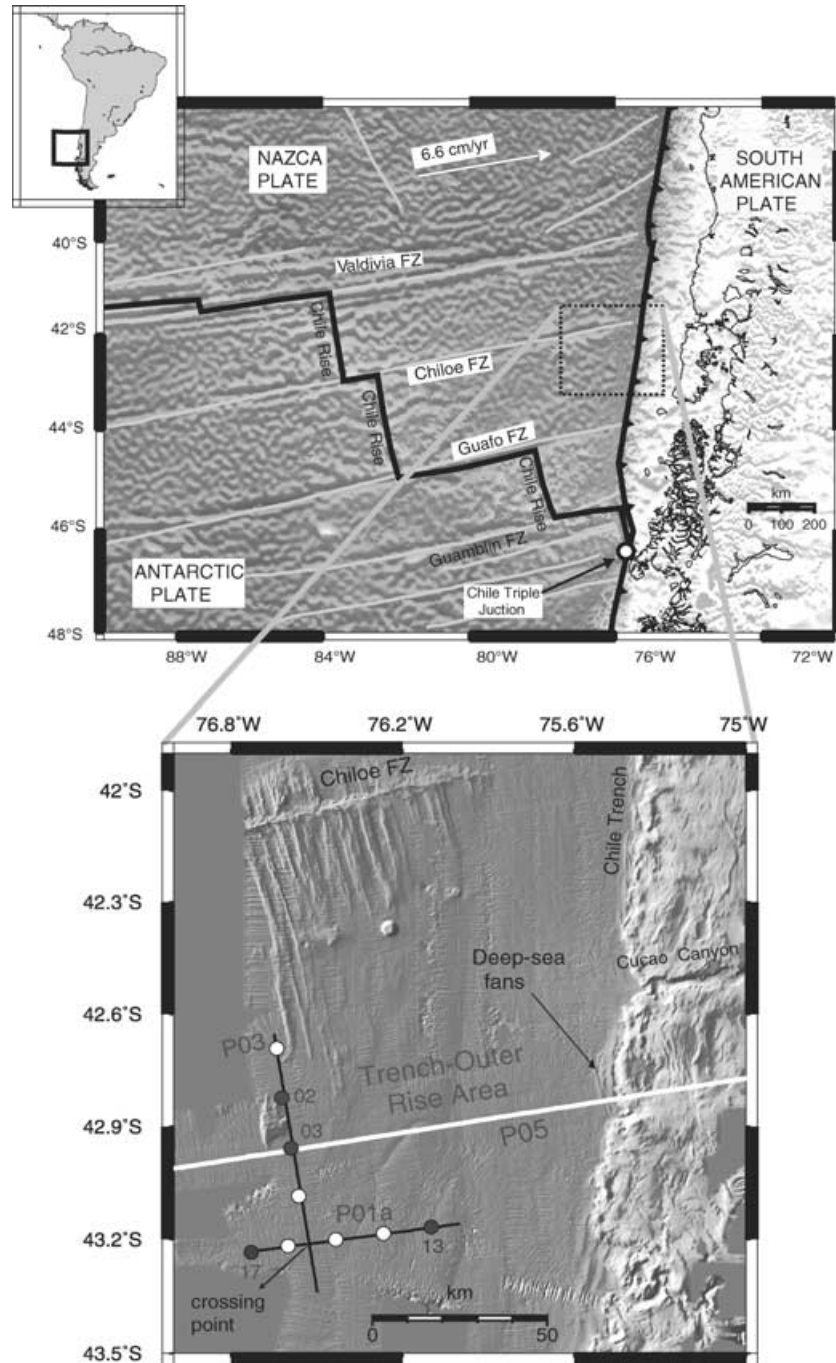 NAZCA
PLATE
6.6 cm/yr
SOUTH
AMERICAN
PLATE
40°S
Valdivia FZ
42°S
Chile Rise
Chiloe FZ
44°S
Chile Rise
Guafo FZ
Chile Rise
km
0 100 200
46°S
Guamblin FZ
ANTARCTIC
PLATE
Chile Triple
Juction
48°S
88°W 84°W 80°W 76°W 72°W
76.8°W 76.2°W 75.6°W 75°W
Chiloe FZ
42°S
Chile Trench
42.3°S
Cucao Canyon
Deep-sea
fans
42.6°S
P03
Trench-Outer
Rise Area
02
42.9°S
03
P05
P01a
43.2°S
17
13
crossing
point
km
0 50
43.5°S